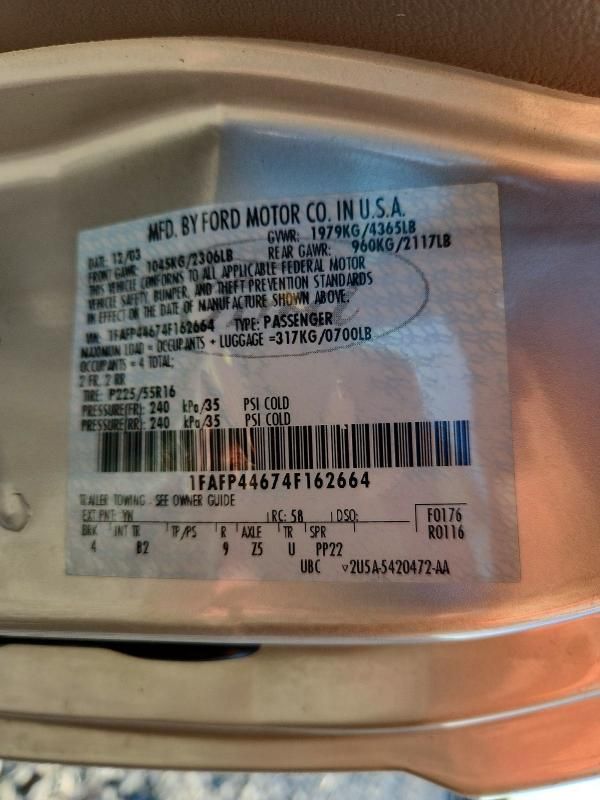 MFD. BY FORD MOTOR CO. IN U.S.A.
DATE: 12/03 GVWR: 1979KG/4365LB
FRONT GAWR: 1045KG/2306LB REAR GAWR: 960KG/2117LB
THIS VEHICLE CONFORMS TO ALL APPLICABLE FEDERAL MOTOR
VEHICLE SAFETY, BUMPER, AND THEFT PREVENTION STANDARDS
IN EFFECT ON THE DATE OF MANUFACTURE SHOWN ABOVE.
VIN: 1FAFP44674F162664 TYPE: PASSENGER
MAXIMUM LOAD = OCCUPANTS + LUGGAGE =317KG/0700LB
OCCUPANTS = 4 TOTAL;
2 FR, 2 RR
TIRE: P225/55R16
PRESSURE(FR): 240 kPa/35 PSI COLD
PRESSURE(RR): 240 kPa/35 PSI COLD
1FAFP44674F162664
TRAILER TOWING - SEE OWNER GUIDE
EXT PNT: YN RC: 58 DSO: F0176
BRK INT TR TP/PS R AXLE TR SPR R0116
4 B2 9 Z5 U PP22
UBC ▽2U5A-5420472-AA